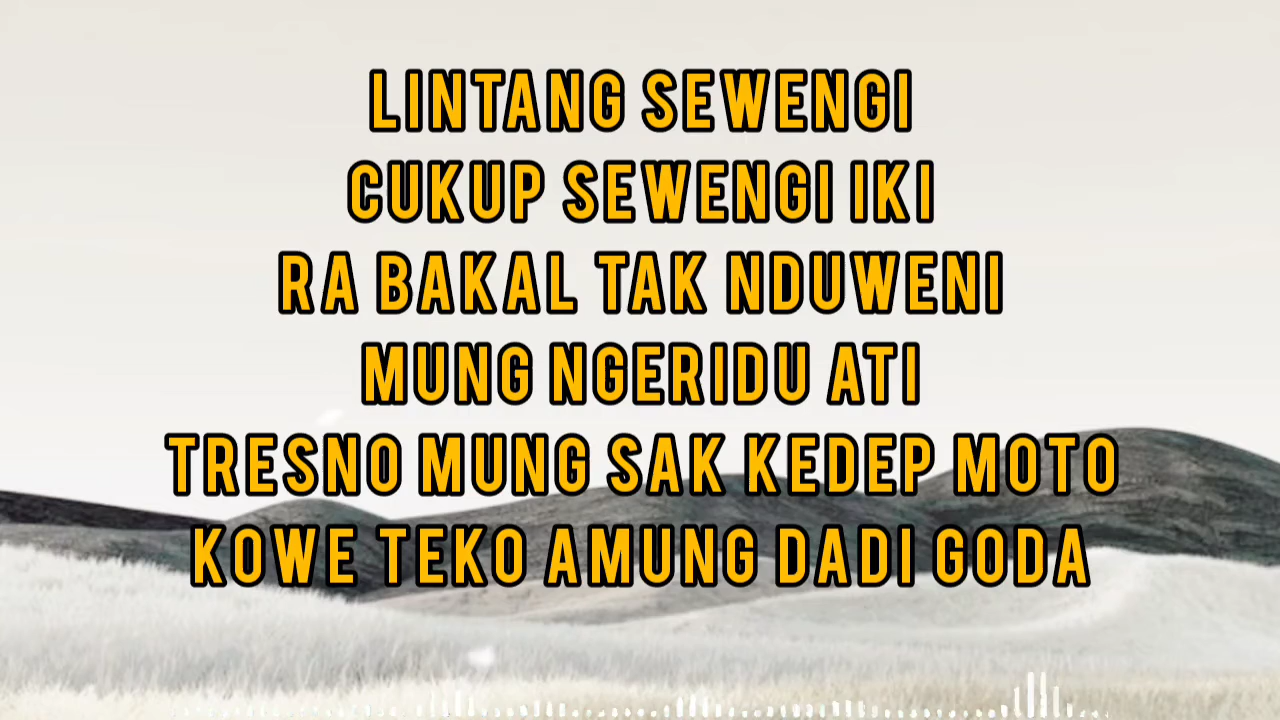 LINTANG SEWENGI
CUKUP SEWENGI IKI
RA BAKAL TAK NDUWENI
MUNG NGERIDU ATI
TRESNO MUNG SAK KEDEP MOTO
KOWE TEKO AMUNG DADI GODA